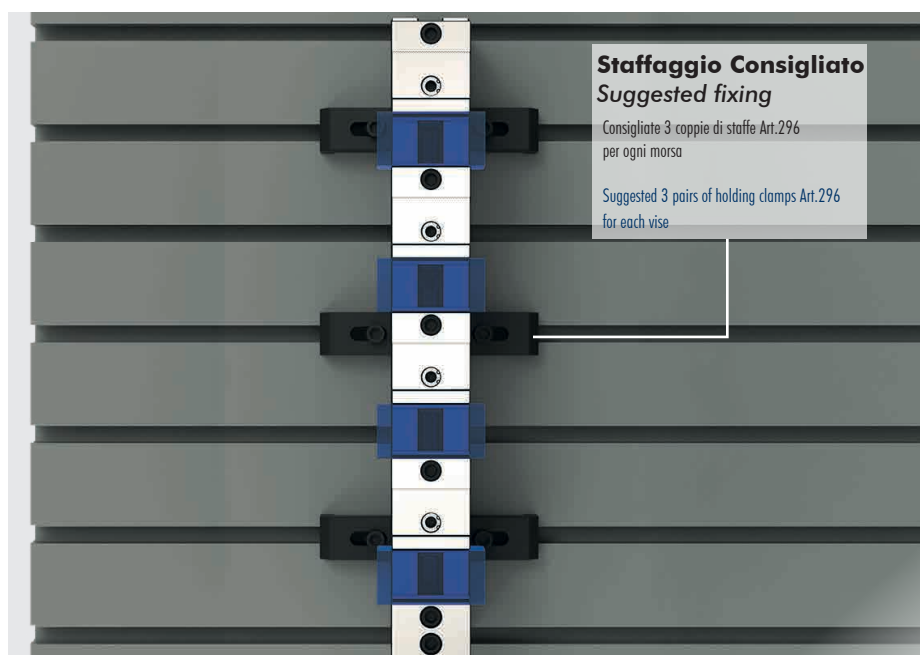 Staffaggio Consigliato
Suggested fixing
Consigliate 3 coppie di staffe Art.296
per ogni morsa
Suggested 3 pairs of holding clamps Art.296
for each vise